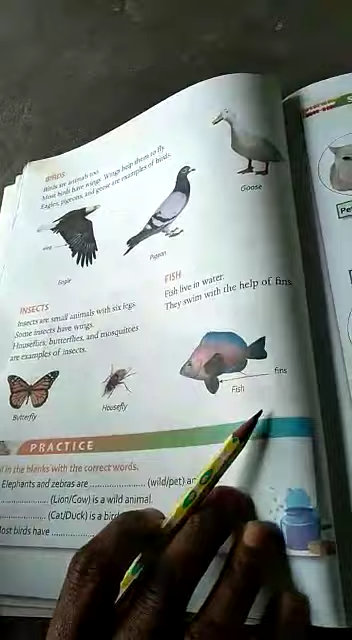 BIRDS
Birds are animals too.
Most birds have wings. Wings help them to fly.
Eagles, pigeons, and geese are examples of birds.
Goose
wing
Eagle
Pigeon
INSECTS
Insects are small animals with six legs.
Some insects have wings.
Houseflies, butterflies, and mosquitoes
are examples of insects.
FISH
Fish live in water.
They swim with the help of fins.
fins
Fish
Butterfly
Housefly
PRACTICE
in the blanks with the correct words.
Elephants and zebras are .................... (wild/pet)
.................... (Lion/Cow) is a wild animal.
.................... (Cat/Duck) is a
birds have ....................